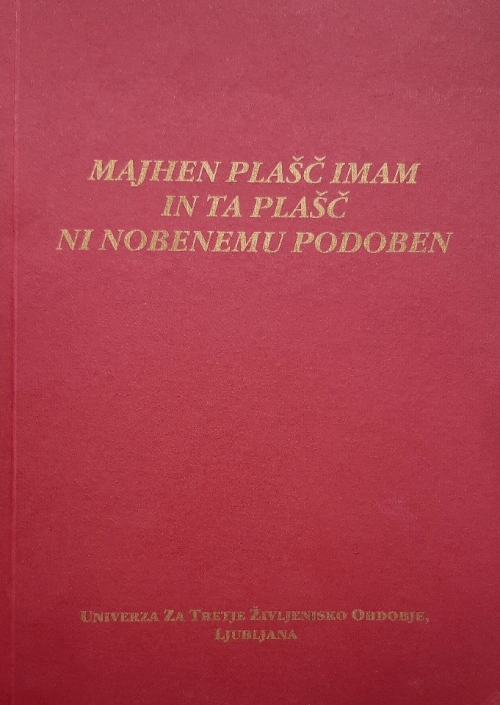 MAJHEN PLAŠČ IMAM
IN TA PLAŠČ
NI NOBENEMU PODOBEN
UNIVERZA ZA TRETJE ŽIVLJENJSKO OBDOBJE,
LJUBLJANA